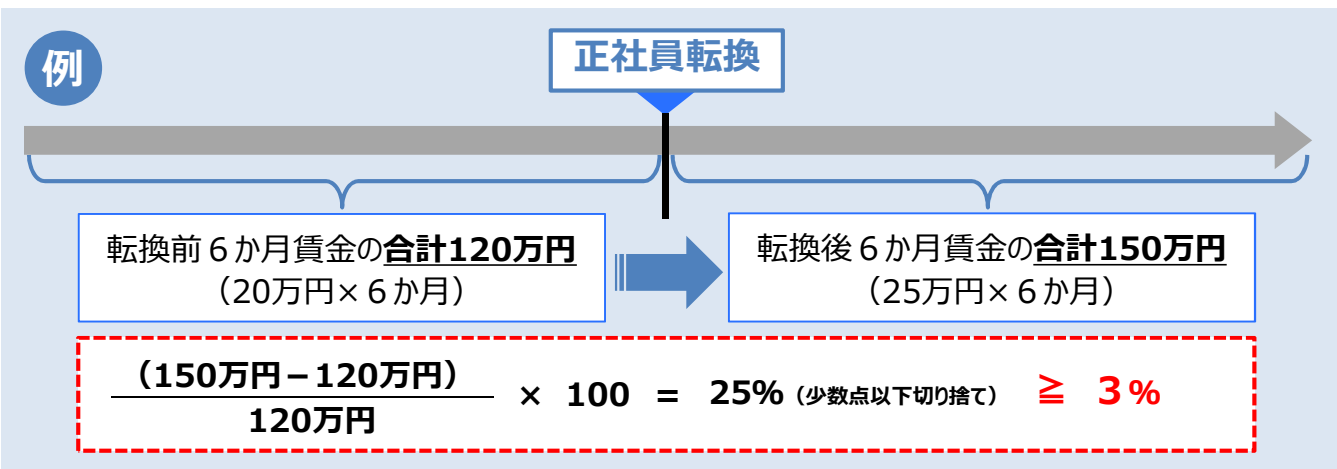 例
正社員転換
転換前６か月賃金の合計120万円
（20万円×６か月）
転換後６か月賃金の合計150万円
（25万円×６か月）
（150万円－120万円）
120万円
× 100 = 25%（少数点以下切り捨て） ≧ ３%